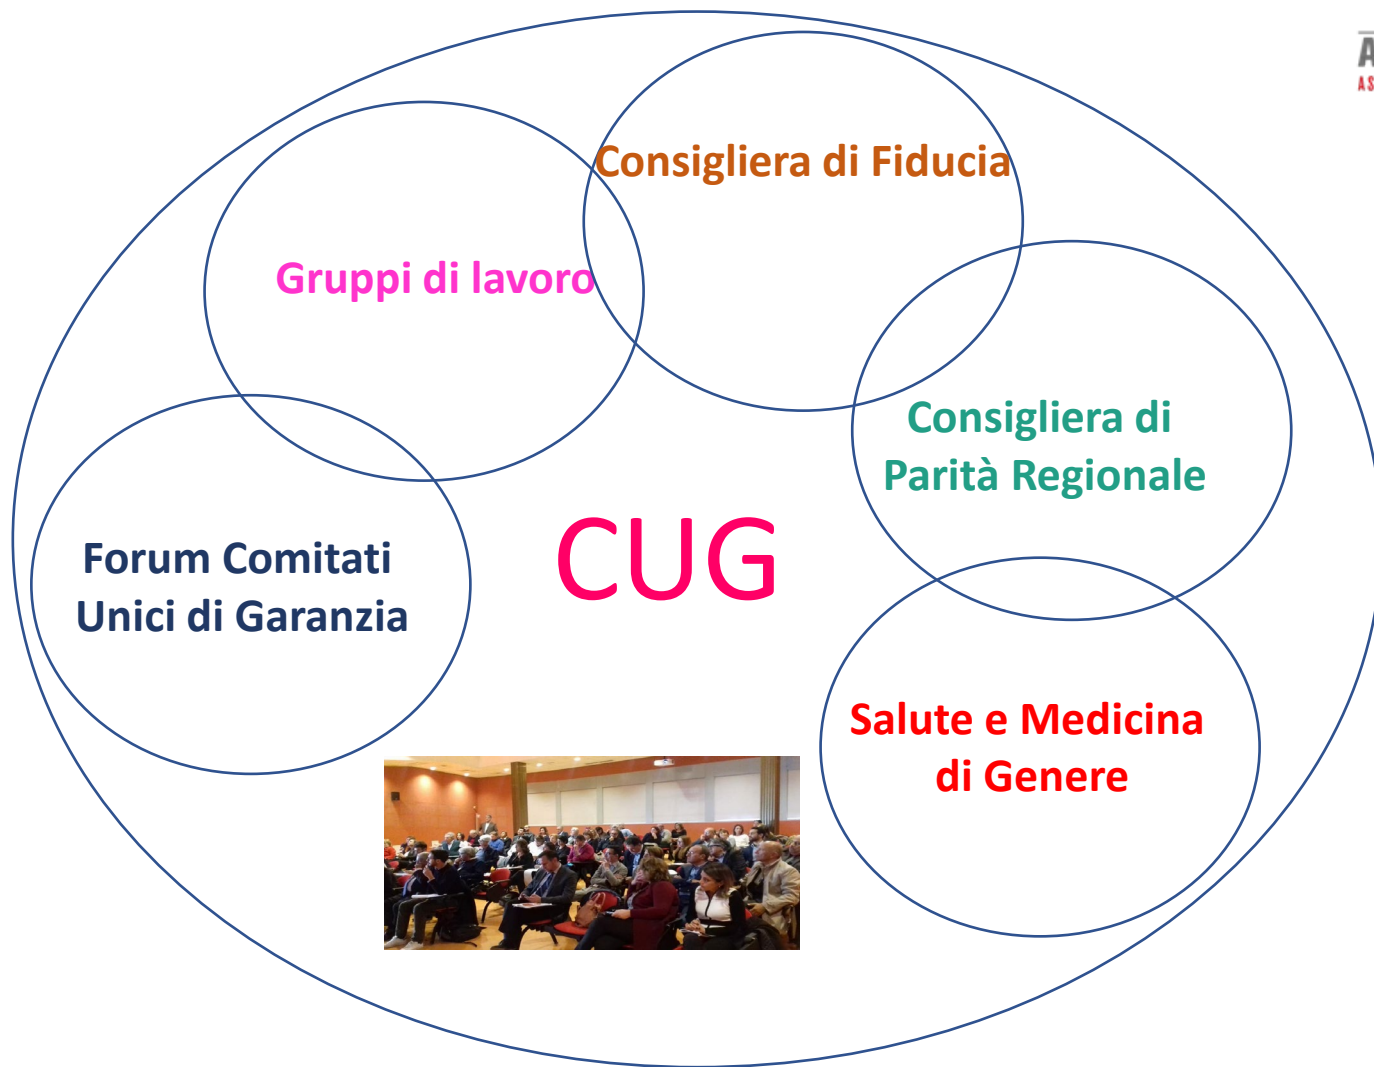 Consigliera di Fiducia
Gruppi di lavoro
Consigliera di
Parità Regionale
CUG
Forum Comitati
Unici di Garanzia
Salute e Medicina
di Genere